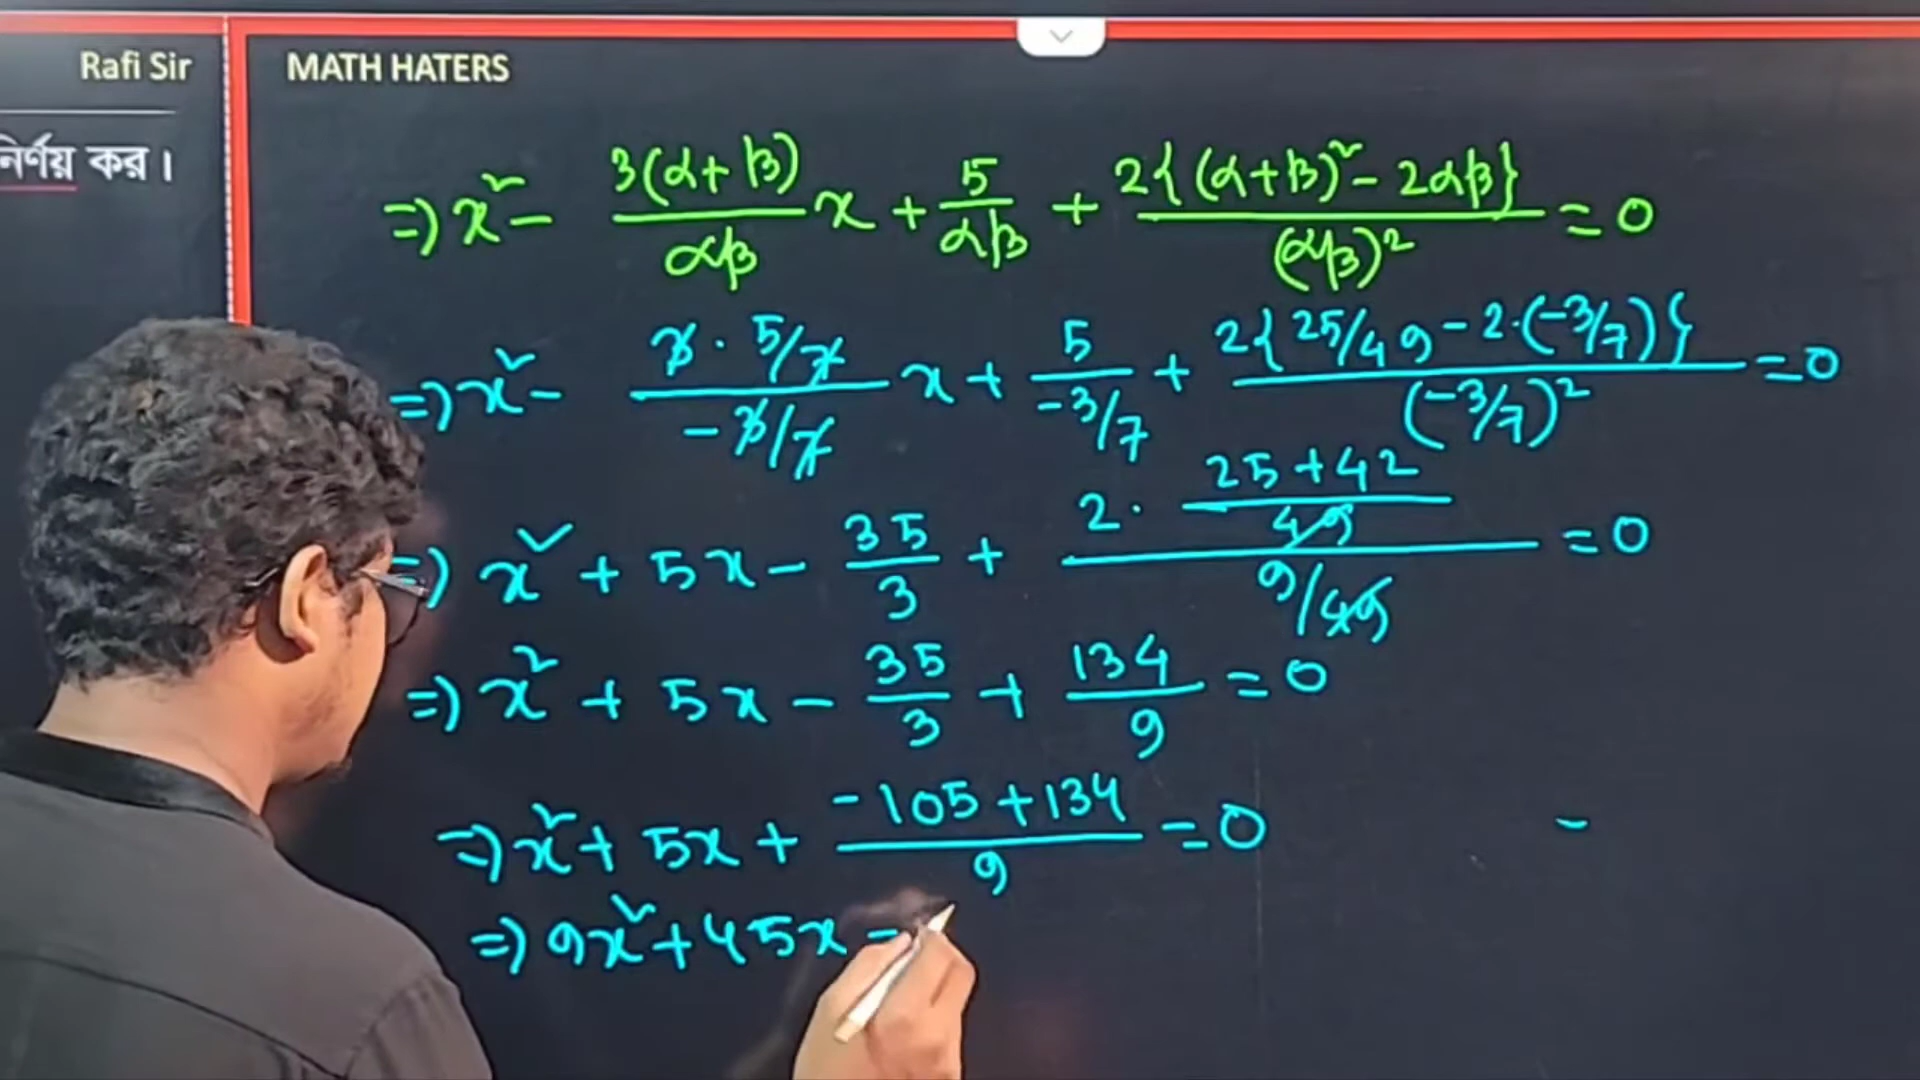 Rafi Sir
MATH HATERS
নির্ণয় কর।
⇒ x² - 3(α+β)/αβ x + 5/αβ + 2{(α+β)² - 2αβ}/(αβ)² = 0
⇒ x² - (3·5/7)/(-3/7) x + 5/(-3/7) + 2{25/49 - 2·(-3/7)}/(-3/7)² = 0
⇒ x² + 5x - 35/3 + (2·(25+42)/49)/(9/49) = 0
⇒ x² + 5x - 35/3 + 134/9 = 0
⇒ x² + 5x + (-105+134)/9 = 0 -
⇒ 9x² + 45x -